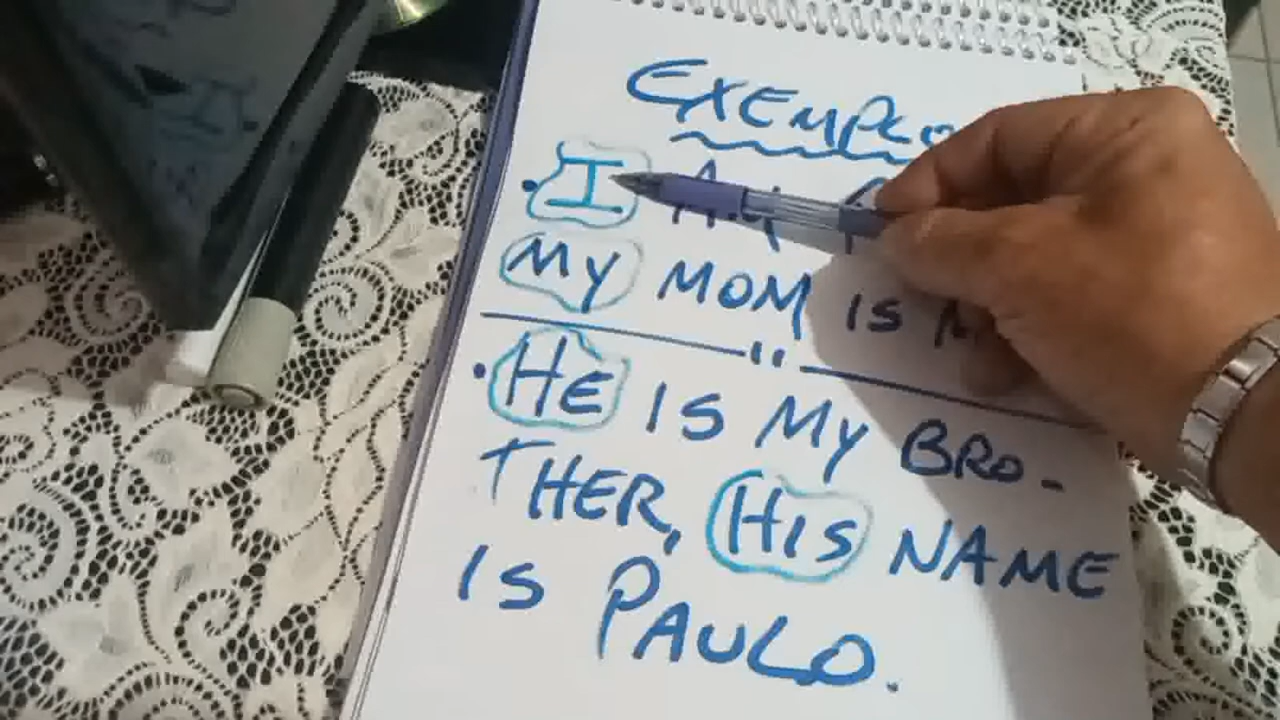 EXEMPLO
• I
MY MOM IS
• HE IS MY BRO-
THER, HIS NAME
IS PAULO.